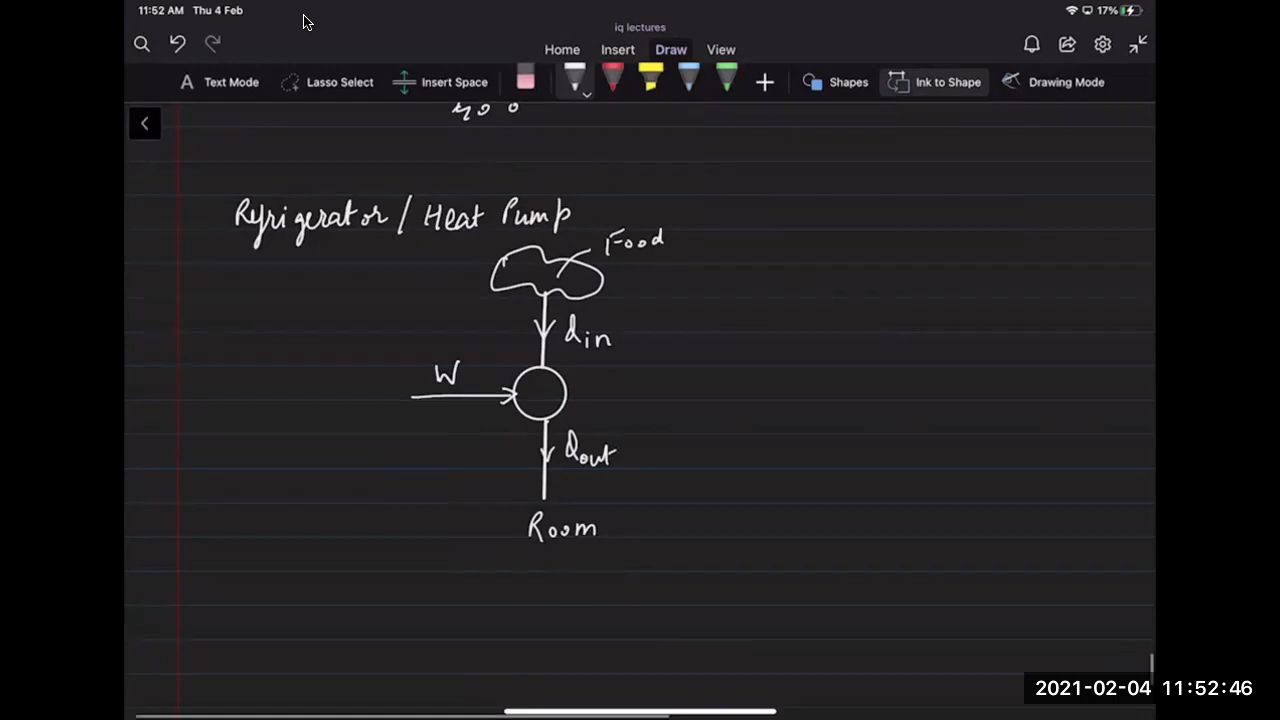 11:52 AM Thu 4 Feb
17%
iq lectures
Home Insert Draw View
Text Mode Lasso Select Insert Space Shapes Ink to Shape Drawing Mode
Refrigerator / Heat Pump
Food
Qin
W
Qout
Room
2021-02-04 11:52:46